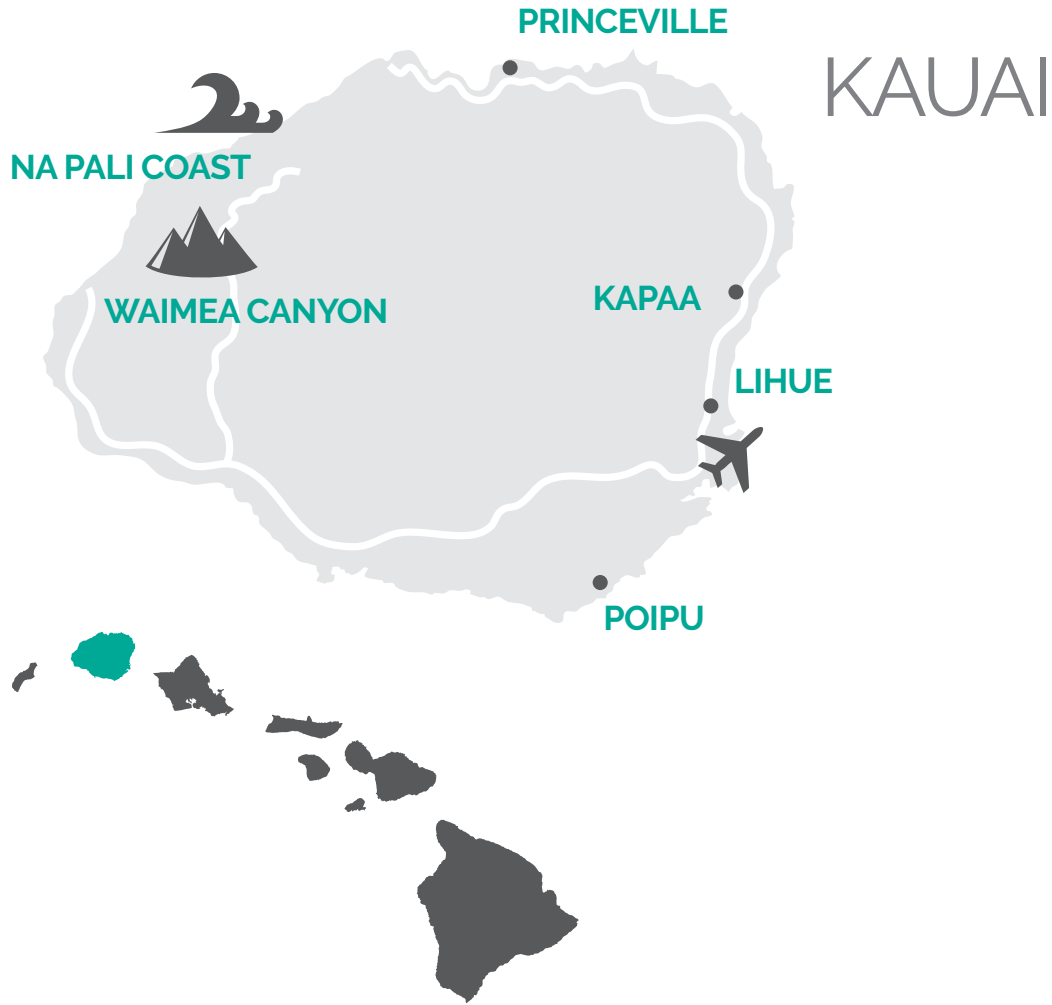 PRINCEVILLE
KAUAI
NA PALI COAST
WAIMEA CANYON
KAPAA
LIHUE
POIPU